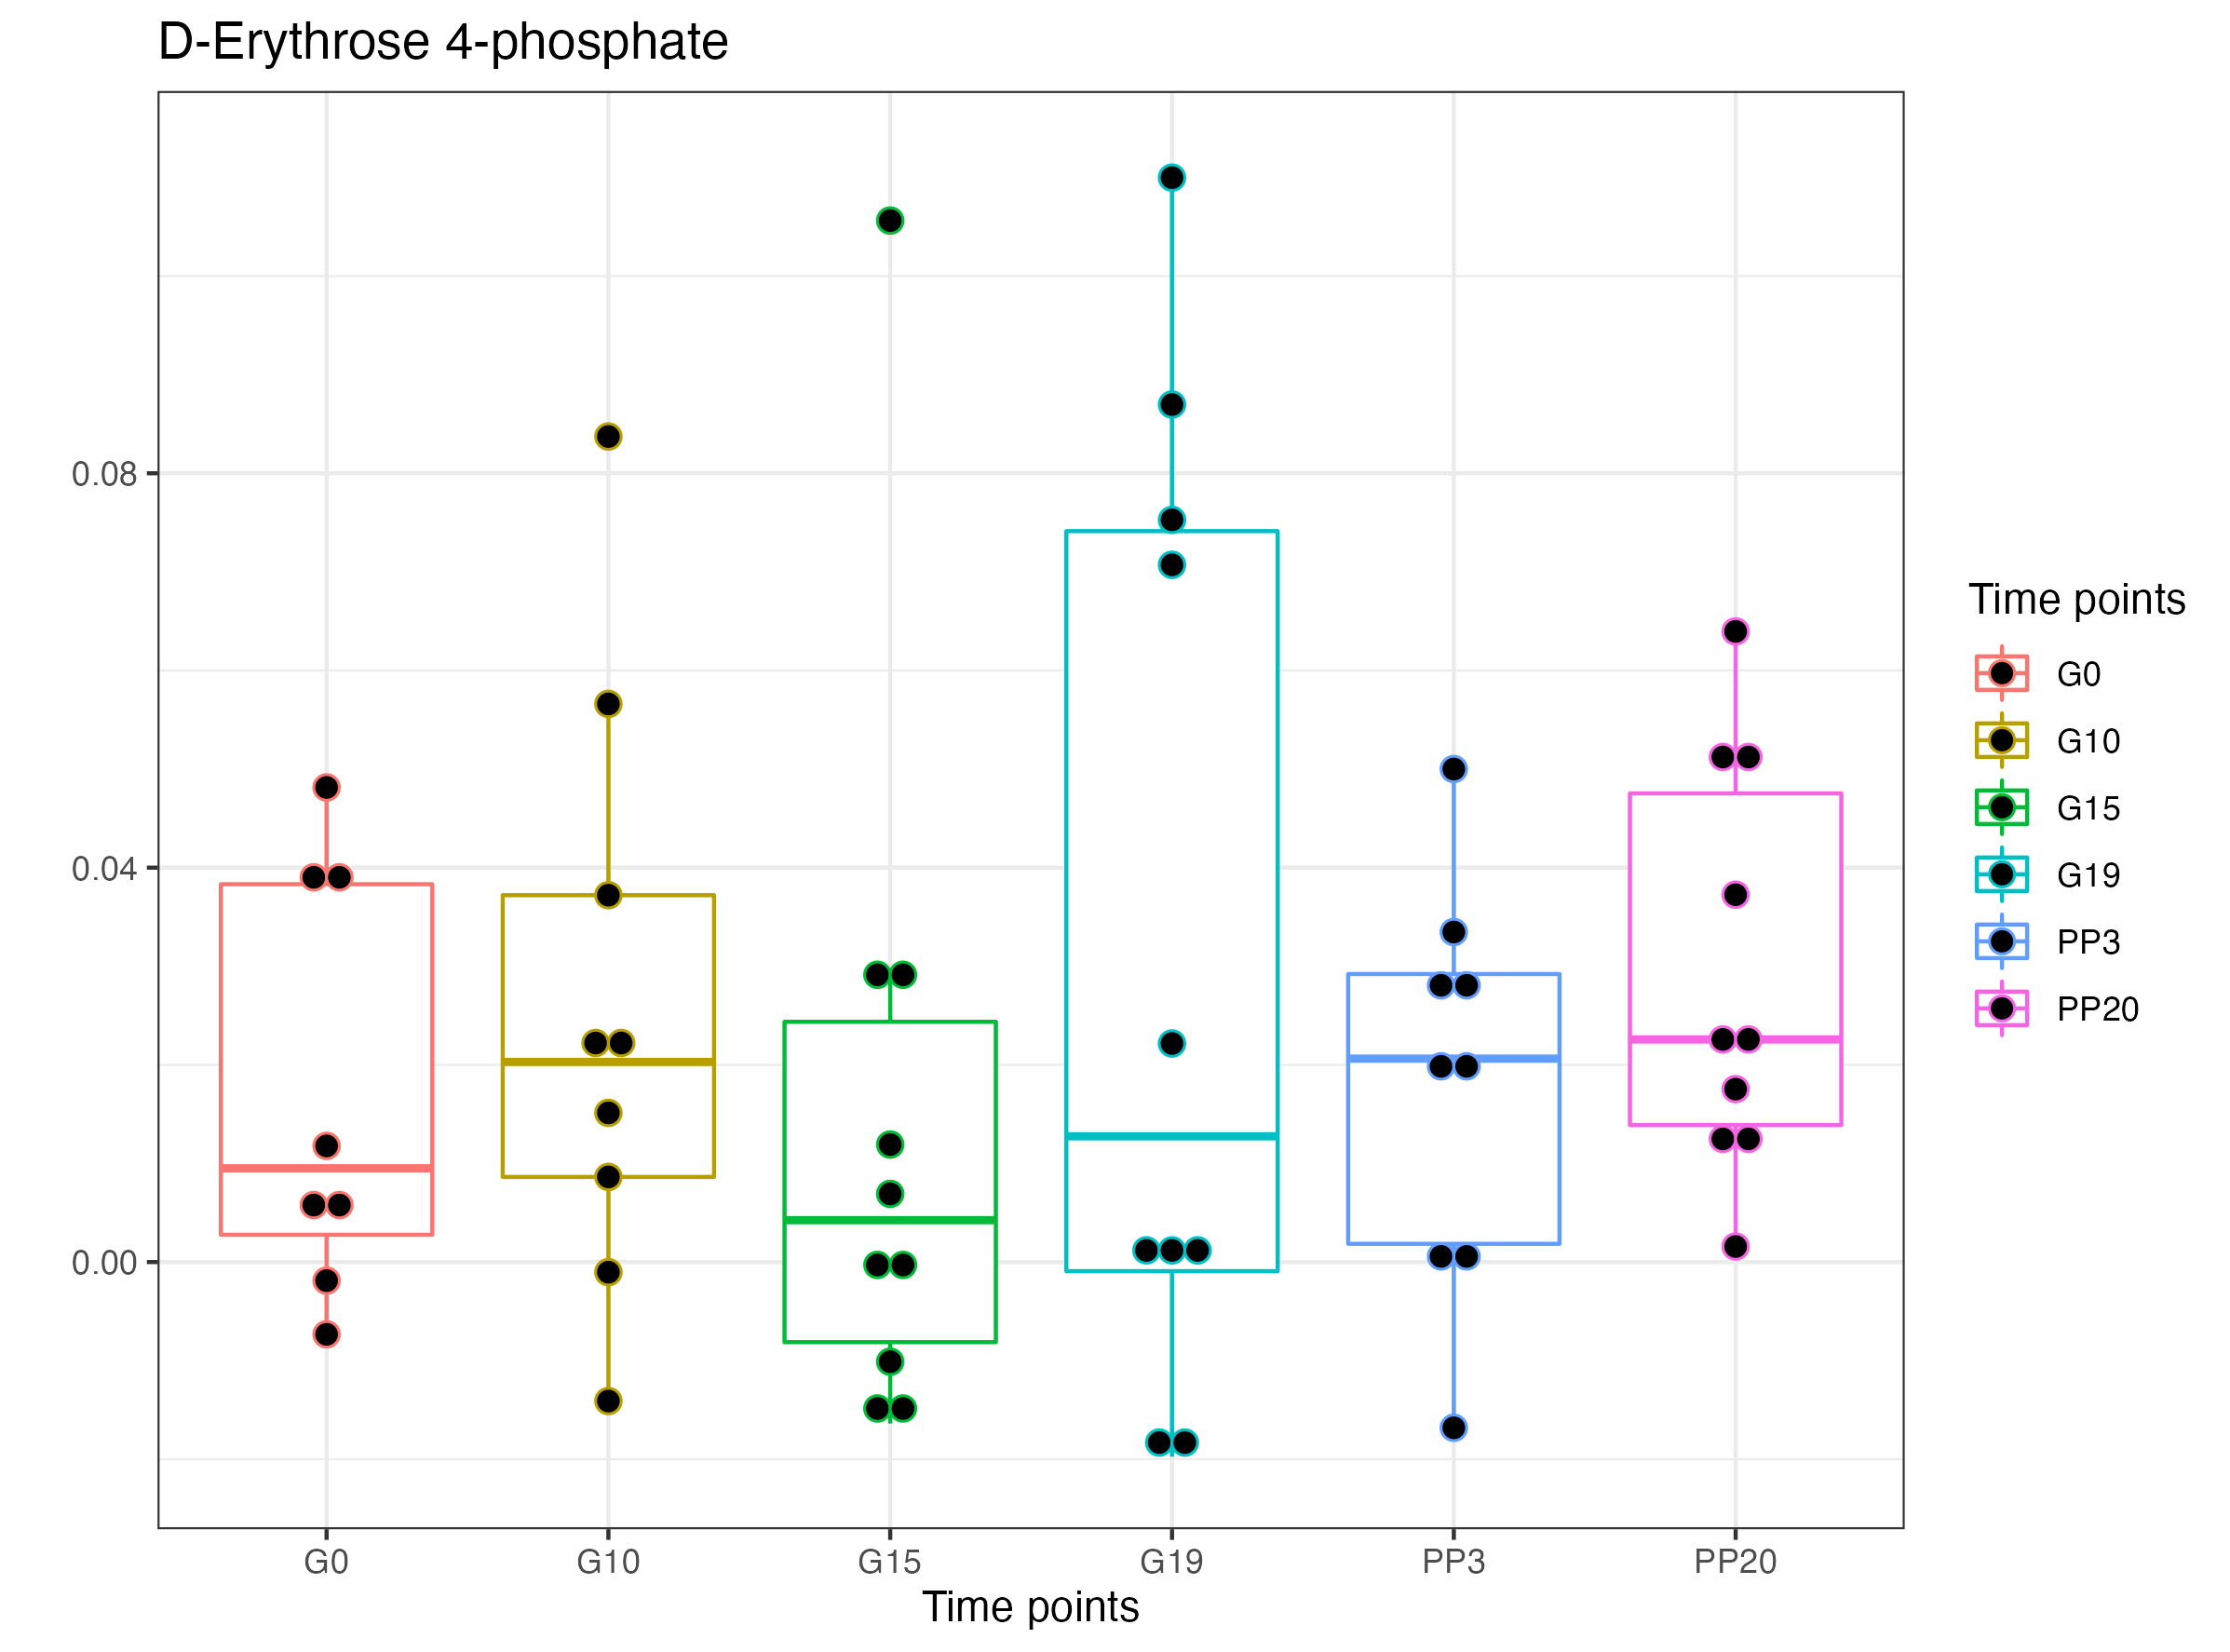 D-Erythrose 4-phosphate
0.08
0.04
0.00
G0 G10 G15 G19 PP3 PP20
Time points
Time points
G0
G10
G15
G19
PP3
PP20